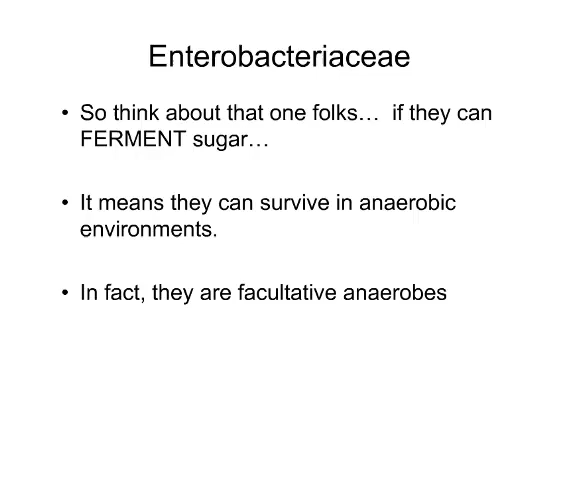 Enterobacteriaceae
• So think about that one folks… if they can
FERMENT sugar…
• It means they can survive in anaerobic
environments.
• In fact, they are facultative anaerobes